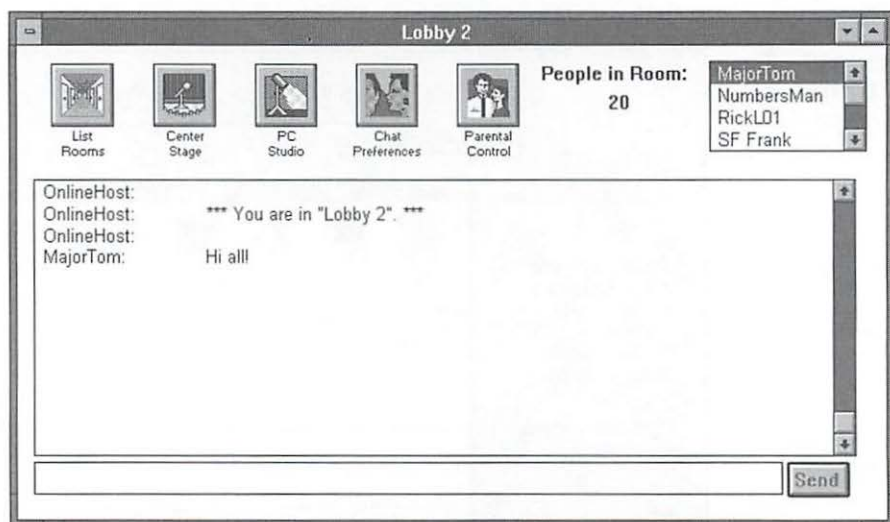 Lobby 2
List
Rooms
Center
Stage
PC
Studio
Chat
Preferences
Parental
Control
People in Room:
20
MajorTom
NumbersMan
RickL01
SF Frank
OnlineHost:
OnlineHost: *** You are in "Lobby 2". ***
OnlineHost:
MajorTom: Hi all!
Send